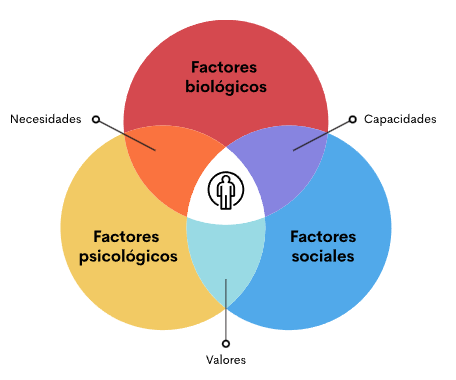 Factores
biológicos
Necesidades
Capacidades
Factores
psicológicos
Factores
sociales
Valores